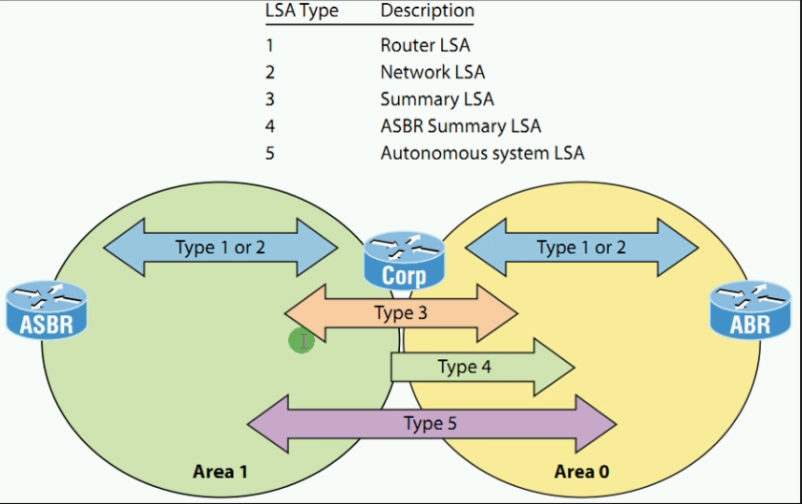 LSA Type Description
1 Router LSA
2 Network LSA
3 Summary LSA
4 ASBR Summary LSA
5 Autonomous system LSA
Type 1 or 2
Type 1 or 2
Corp
ASBR
Type 3
ABR
Type 4
Type 5
Area 1
Area 0